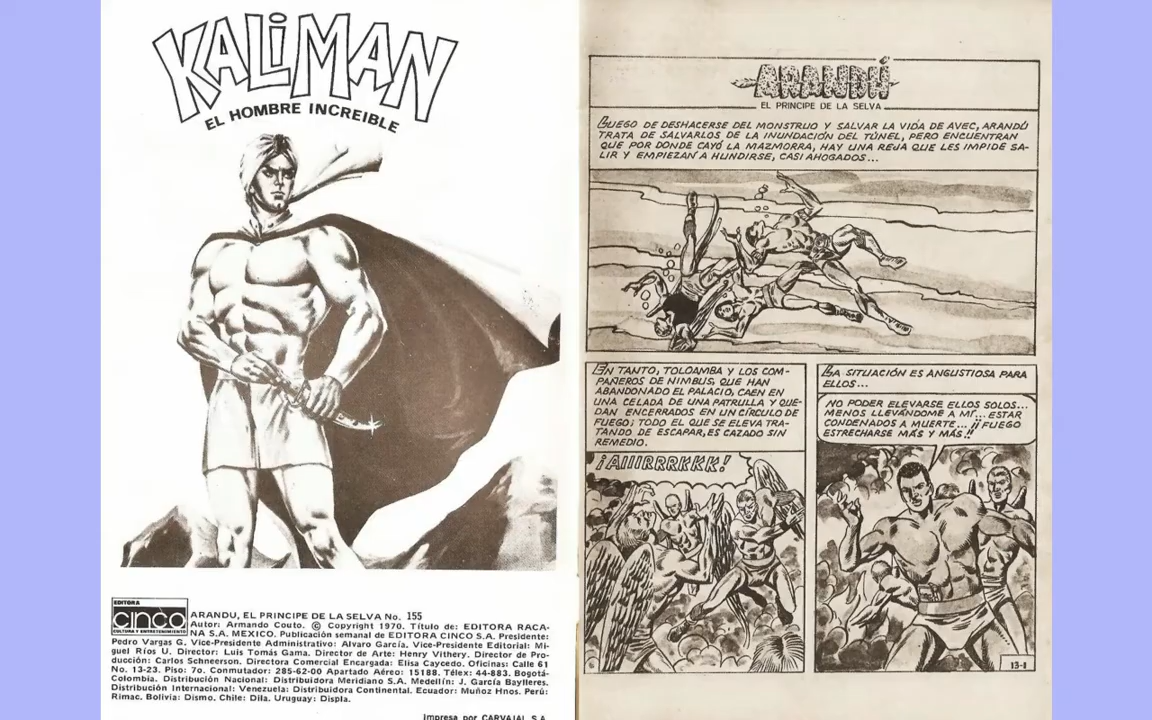 KALIMAN
EL HOMBRE INCREIBLE
EDITORA
cinco
CULTURA Y ENTRETENIMIENTO
ARANDU, EL PRINCIPE DE LA SELVA No. 155
Autor: Armando Couto. © Copyright 1970. Título de: EDITORA RACA-
NA S.A. MEXICO. Publicación semanal de EDITORA CINCO S.A. Presidente:
Pedro Vargas G. Vice-Presidente Administrativo: Alvaro García. Vice-Presidente Editorial: Mi-
guel Ríos U. Director: Luis Tomás Gama. Director de Arte: Henry Vithery. Director de Pro-
ducción: Carlos Schneerson. Directora Comercial Encargada: Elisa Caycedo. Oficinas: Calle 61
No. 13-23. Piso: 7o. Conmutador: 285-62-00 Apartado Aéreo: 15188. Télex: 44-883. Bogotá-
Colombia. Distribución Nacional: Distribuidora Meridiano S.A. Medellín: J. García Baylleres.
Distribución Internacional: Venezuela: Distribuidora Continental. Ecuador: Muñoz Hnos. Perú:
Rimac. Bolivia: Dismo. Chile: Dila. Uruguay: Displa.
Impresa por CARVAJAL S.A.
ARANDÚ
EL PRINCIPE DE LA SELVA
LUEGO DE DESHACERSE DEL MONSTRUO Y SALVAR LA VIDA DE AVEC, ARANDÚ
TRATA DE SALVARLOS DE LA INUNDACIÓN DEL TÚNEL, PERO ENCUENTRAN
QUE POR DONDE CAYÓ LA MAZMORRA, HAY UNA REJA QUE LES IMPIDE SA-
LIR Y EMPIEZAN A HUNDIRSE, CASI AHOGADOS...
EN TANTO, TOLOAMBA Y LOS COM-
PAÑEROS DE NIMBUS, QUE HAN
ABANDONADO EL PALACIO, CAEN EN
UNA CELADA DE UNA PATRULLA Y QUE-
DAN ENCERRADOS EN UN CÍRCULO DE
FUEGO; TODO EL QUE SE ELEVA TRA-
TANDO DE ESCAPAR, ES CAZADO SIN
REMEDIO.
¡AIIIRRRKKK!
LA SITUACIÓN ES ANGUSTIOSA PARA
ELLOS...
NO PODER ELEVARSE ELLOS SOLOS...
MENOS LLEVÁNDOME A MÍ... ESTAR
CONDENADOS A MUERTE... ¡¡FUEGO
ESTRECHARSE MÁS Y MÁS!!
13-1